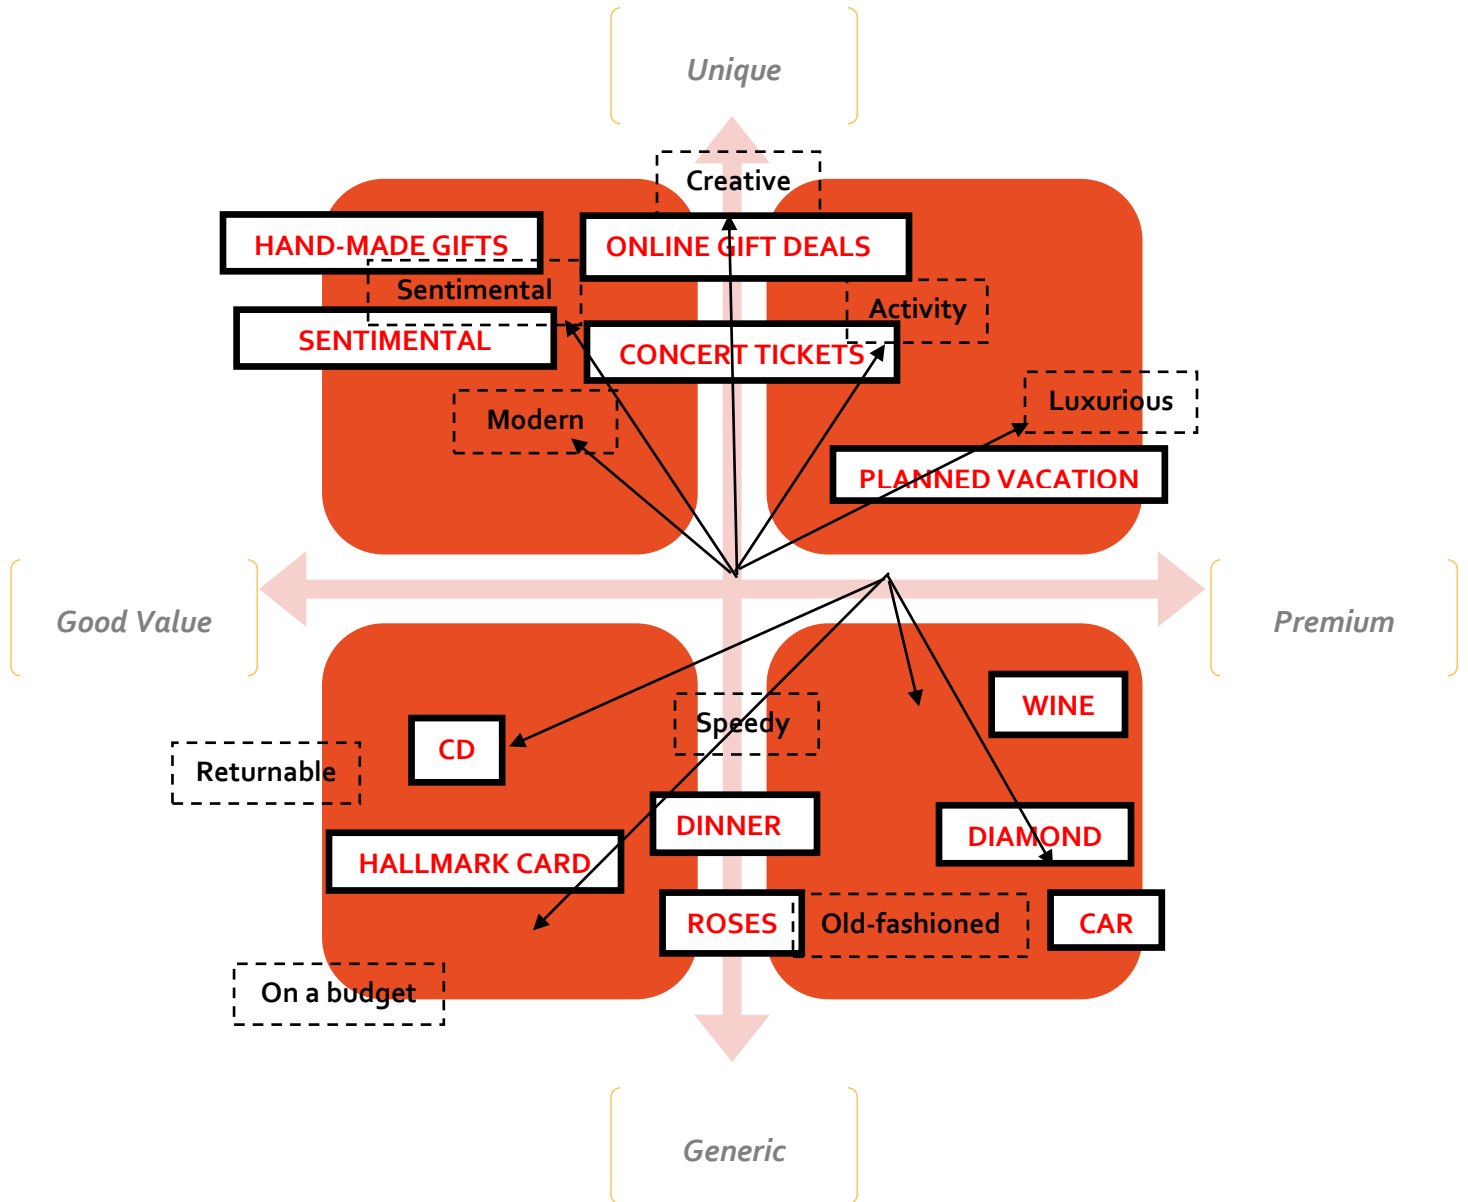 Unique
Creative
HAND-MADE GIFTS
ONLINE GIFT DEALS
Sentimental
Activity
SENTIMENTAL
CONCERT TICKETS
Luxurious
Modern
PLANNED VACATION
Good Value
Premium
WINE
Speedy
CD
Returnable
DINNER
DIAMOND
HALLMARK CARD
ROSES
Old-fashioned
CAR
On a budget
Generic